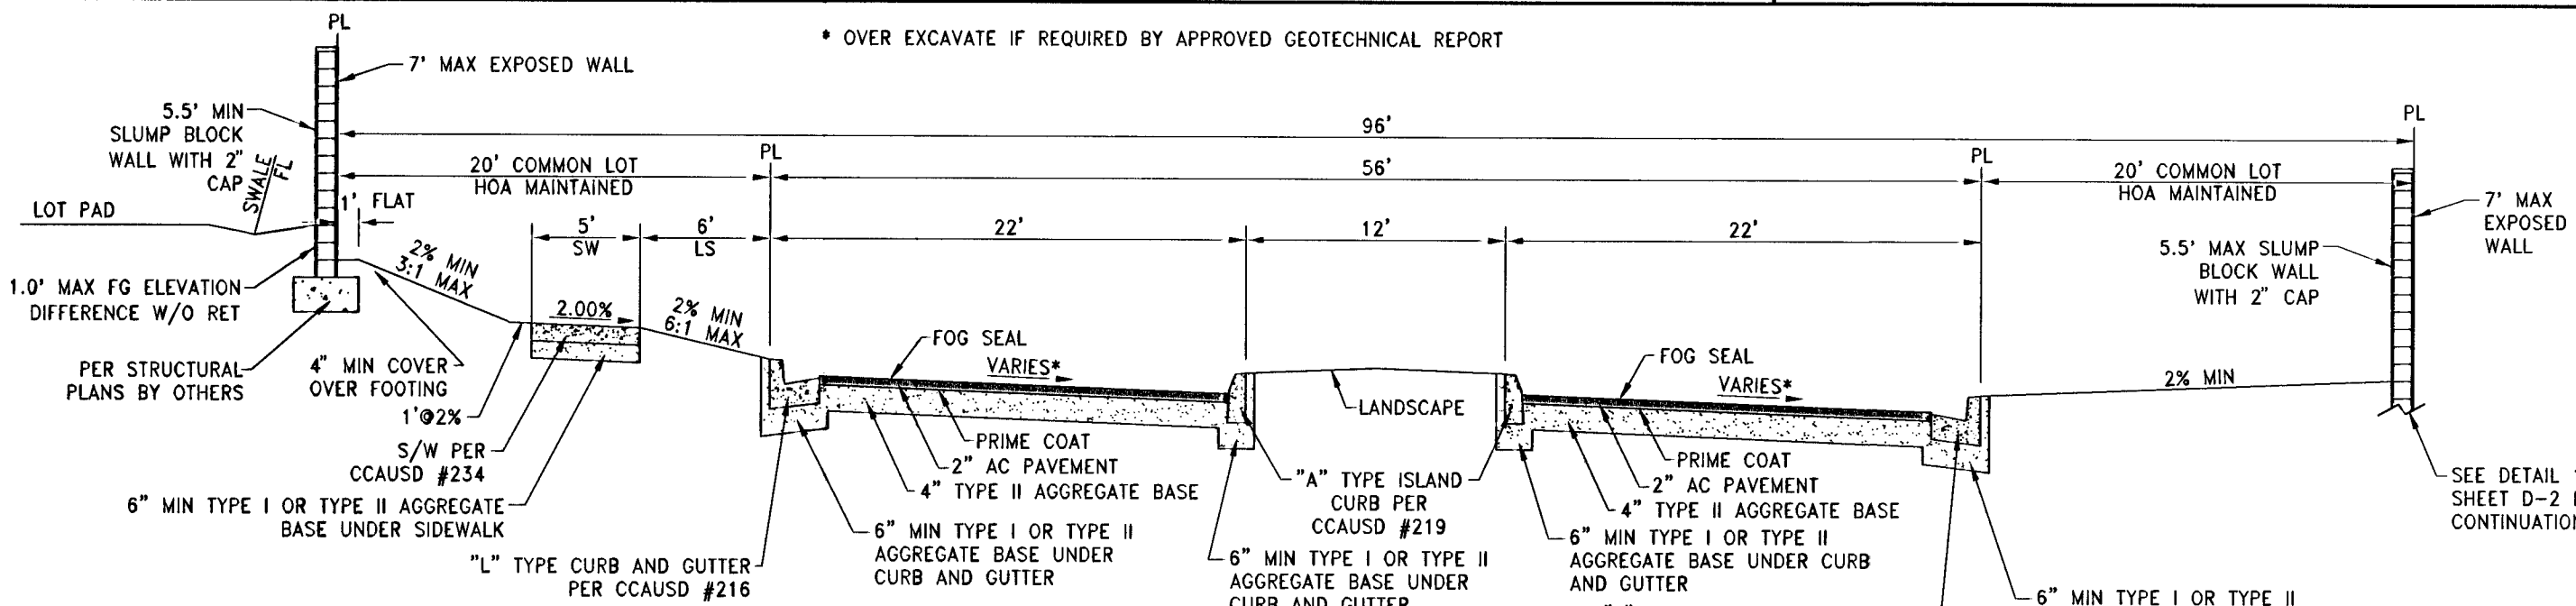 PL
* OVER EXCAVATE IF REQUIRED BY APPROVED GEOTECHNICAL REPORT
7' MAX EXPOSED WALL
5.5' MIN
SLUMP BLOCK
WALL WITH 2"
CAP
SWALE
FL
96'
PL
PL
56'
PL
20' COMMON LOT
HOA MAINTAINED
20' COMMON LOT
HOA MAINTAINED
1' FLAT
LOT PAD
5'
SW
6'
LS
22'
12'
22'
7' MAX
EXPOSED
WALL
5.5' MAX SLUMP
BLOCK WALL
WITH 2" CAP
1.0' MAX FG ELEVATION
DIFFERENCE W/O RET
2% MIN
3:1 MAX
2.00%
2% MIN
6:1 MAX
FOG SEAL
VARIES*
FOG SEAL
VARIES*
2% MIN
PER STRUCTURAL
PLANS BY OTHERS
4" MIN COVER
OVER FOOTING
1'@2%
LANDSCAPE
S/W PER
CCAUSD #234
PRIME COAT
2" AC PAVEMENT
4" TYPE II AGGREGATE BASE
"A" TYPE ISLAND
CURB PER
CCAUSD #219
PRIME COAT
2" AC PAVEMENT
4" TYPE II AGGREGATE BASE
6" MIN TYPE I OR TYPE II AGGREGATE
BASE UNDER SIDEWALK
"L" TYPE CURB AND GUTTER
PER CCAUSD #216
6" MIN TYPE I OR TYPE II
AGGREGATE BASE UNDER
CURB AND GUTTER
6" MIN TYPE I OR TYPE II
AGGREGATE BASE UNDER
CURB AND GUTTER
6" MIN TYPE I OR TYPE II
AGGREGATE BASE UNDER CURB
AND GUTTER
6" MIN TYPE I OR TYPE II
SEE DETAIL
SHEET D-2
CONTINUATION